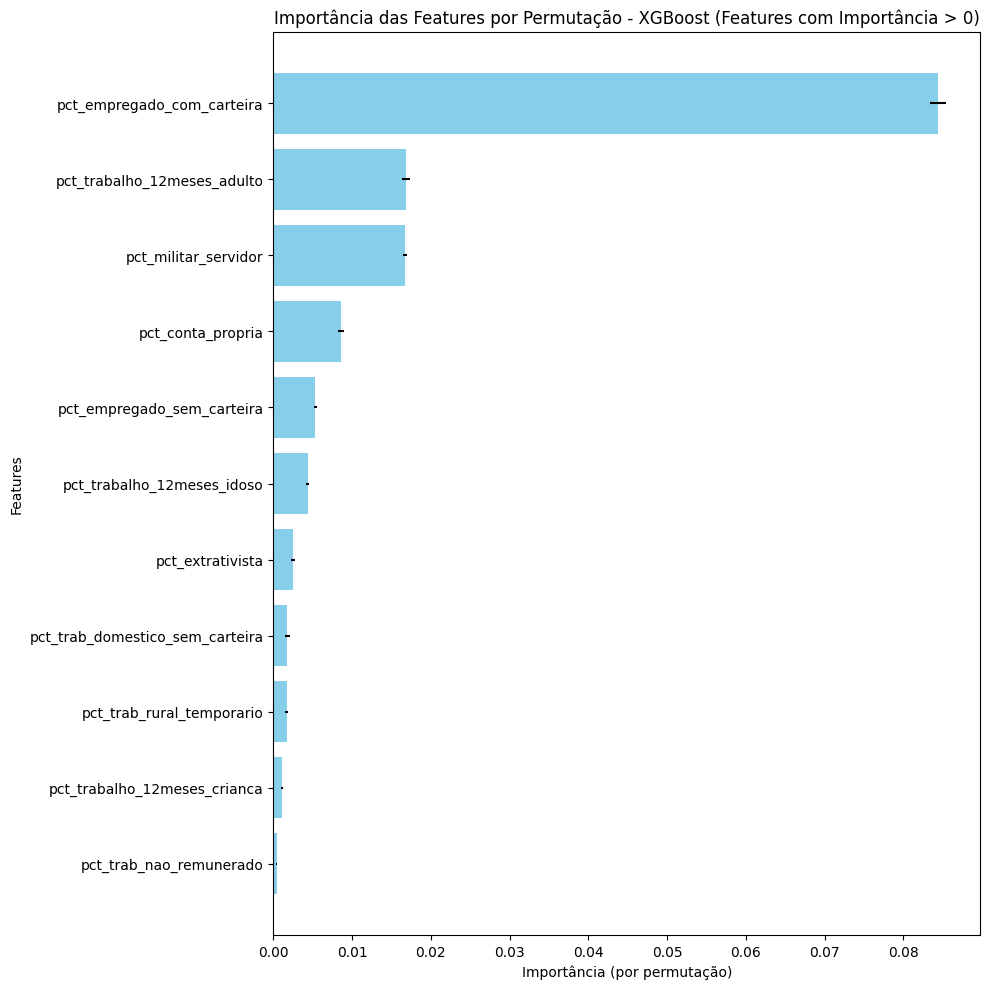 Importância das Features por Permutação - XGBoost (Features com Importância > 0)
pct_empregado_com_carteira
pct_trabalho_12meses_adulto
pct_militar_servidor
pct_conta_propria
pct_empregado_sem_carteira
pct_trabalho_12meses_idoso
pct_extrativista
pct_trab_domestico_sem_carteira
pct_trab_rural_temporario
pct_trabalho_12meses_crianca
pct_trab_nao_remunerado
Features
0.00 0.01 0.02 0.03 0.04 0.05 0.06 0.07 0.08
Importância (por permutação)